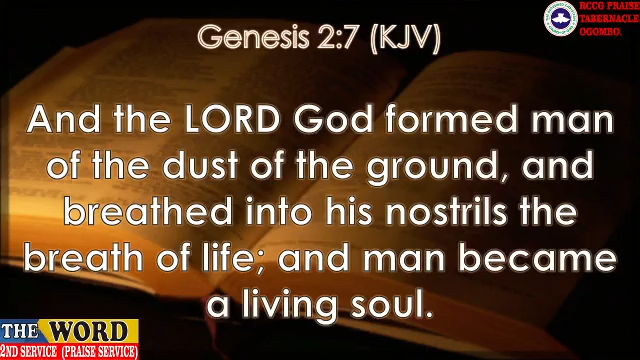 Genesis 2:7 (KJV)
RCCG PRAISE
TABERNACLE
OGOMBO.
And the LORD God formed man
of the dust of the ground, and
breathed into his nostrils the
breath of life; and man became
a living soul.
THE WORD
2ND SERVICE (PRAISE SERVICE)